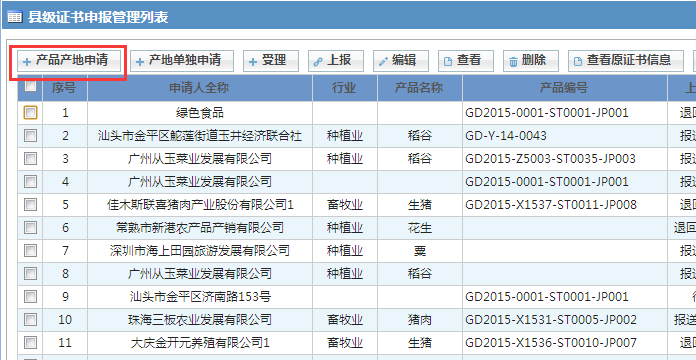 县级证书申报管理列表
产品产地申请 产地单独申请 受理 上报 编辑 查看 删除 查看原证书信息
序号 申请人全称 行业 产品名称 产品编号 上
1 绿色食品 GD2015-0001-ST0001-JP001 退回
2 汕头市金平区鮀莲街道玉井经济联合社 种植业 稻谷 GD-Y-14-0043 报送
3 广州从玉菜业发展有限公司 种植业 稻谷 GD2015-Z5003-ST0035-JP003 报送
4 广州从玉菜业发展有限公司 GD2015-0001-ST0001-JP001 报送
5 佳木斯联喜猪肉产业股份有限公司1 畜牧业 生猪 GD2015-X1537-ST0011-JP008 退回
6 常熟市新港农产品产销有限公司 种植业 花生 退回
7 深圳市海上田园旅游发展有限公司 种植业 粟 报送
8 广州从玉菜业发展有限公司 种植业 稻谷 报送
9 汕头市金平区济南路153号 GD2015-0001-ST0001-JP001
10 珠海三板农业发展有限公司 畜牧业 猪肉 GD2015-X1531-ST0005-JP002 报送
11 大庆金开元养殖有限公司1 畜牧业 生猪 GD2015-X1536-ST0010-JP007 退回